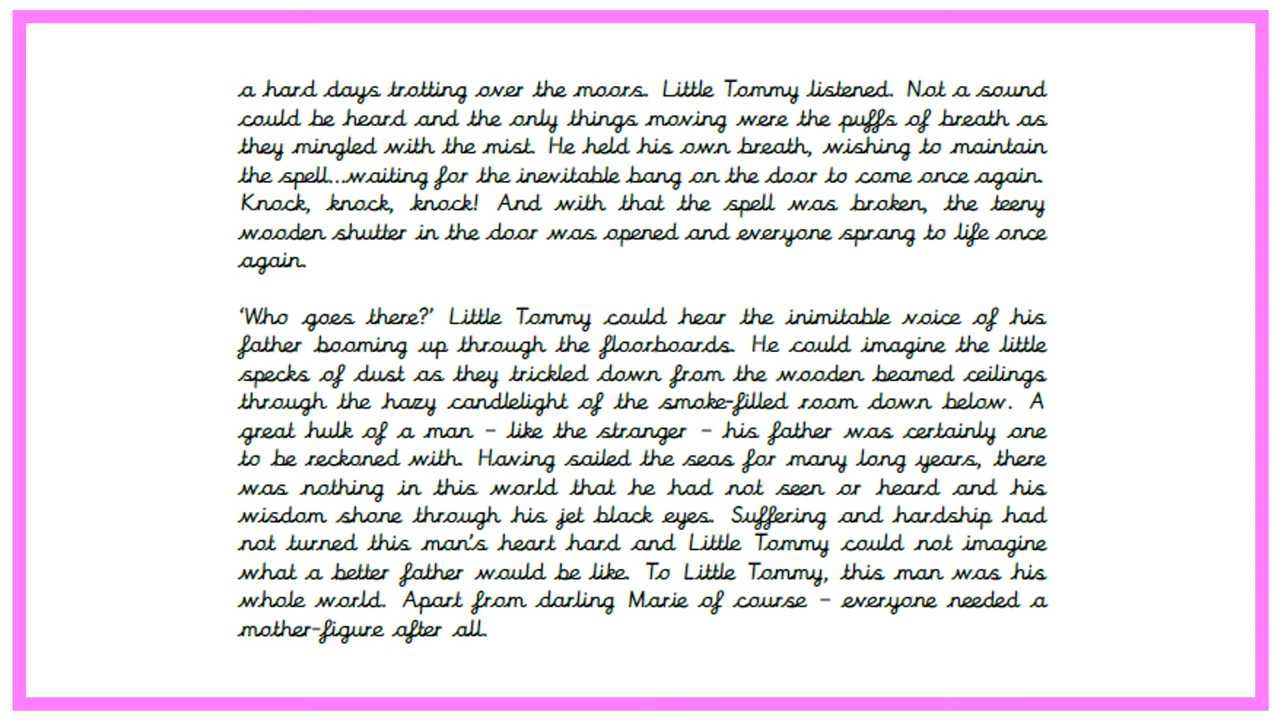 a hard days trotting over the moors. Little Tommy listened. Not a sound
could be heard and the only things moving were the puffs of breath as
they mingled with the mist. He held his own breath, wishing to maintain
the spell...waiting for the inevitable bang on the door to come once again.
Knock, knock, knock! And with that the spell was broken, the teeny
wooden shutter in the door was opened and everyone sprang to life once
again.
‘Who goes there?’ Little Tommy could hear the inimitable voice of his
father booming up through the floorboards. He could imagine the little
specks of dust as they trickled down from the wooden beamed ceilings
through the hazy candlelight of the smoke-filled room down below. A
great hulk of a man – like the stranger – his father was certainly one
to be reckoned with. Having sailed the seas for many long years, there
was nothing in this world that he had not seen or heard and his
wisdom shone through his jet black eyes. Suffering and hardship had
not turned this man’s heart hard and Little Tommy could not imagine
what a better father would be like. To Little Tommy, this man was his
whole world. Apart from darling Marie of course – everyone needed a
mother-figure after all.